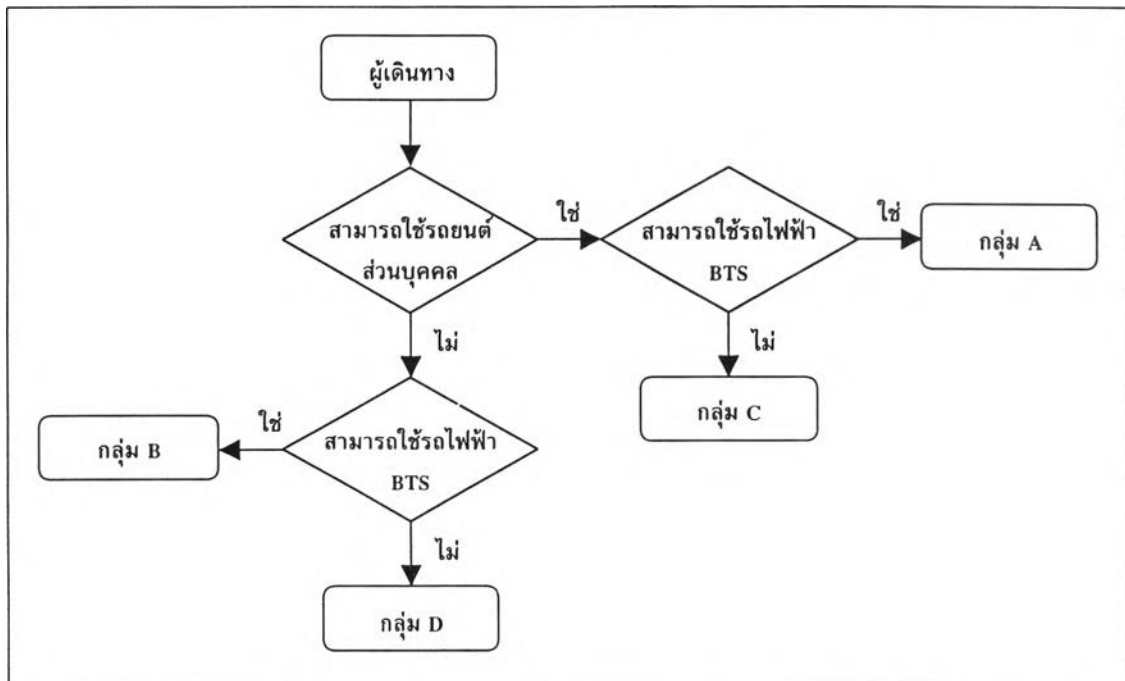 ผู้เดินทาง
สามารถใช้รถยนต์
ส่วนบุคคล
ใช่
สามารถใช้รถไฟฟ้า
BTS
ใช่
กลุ่ม A
ไม่
กลุ่ม C
ไม่
สามารถใช้รถไฟฟ้า
BTS
ใช่
กลุ่ม B
ไม่
กลุ่ม D